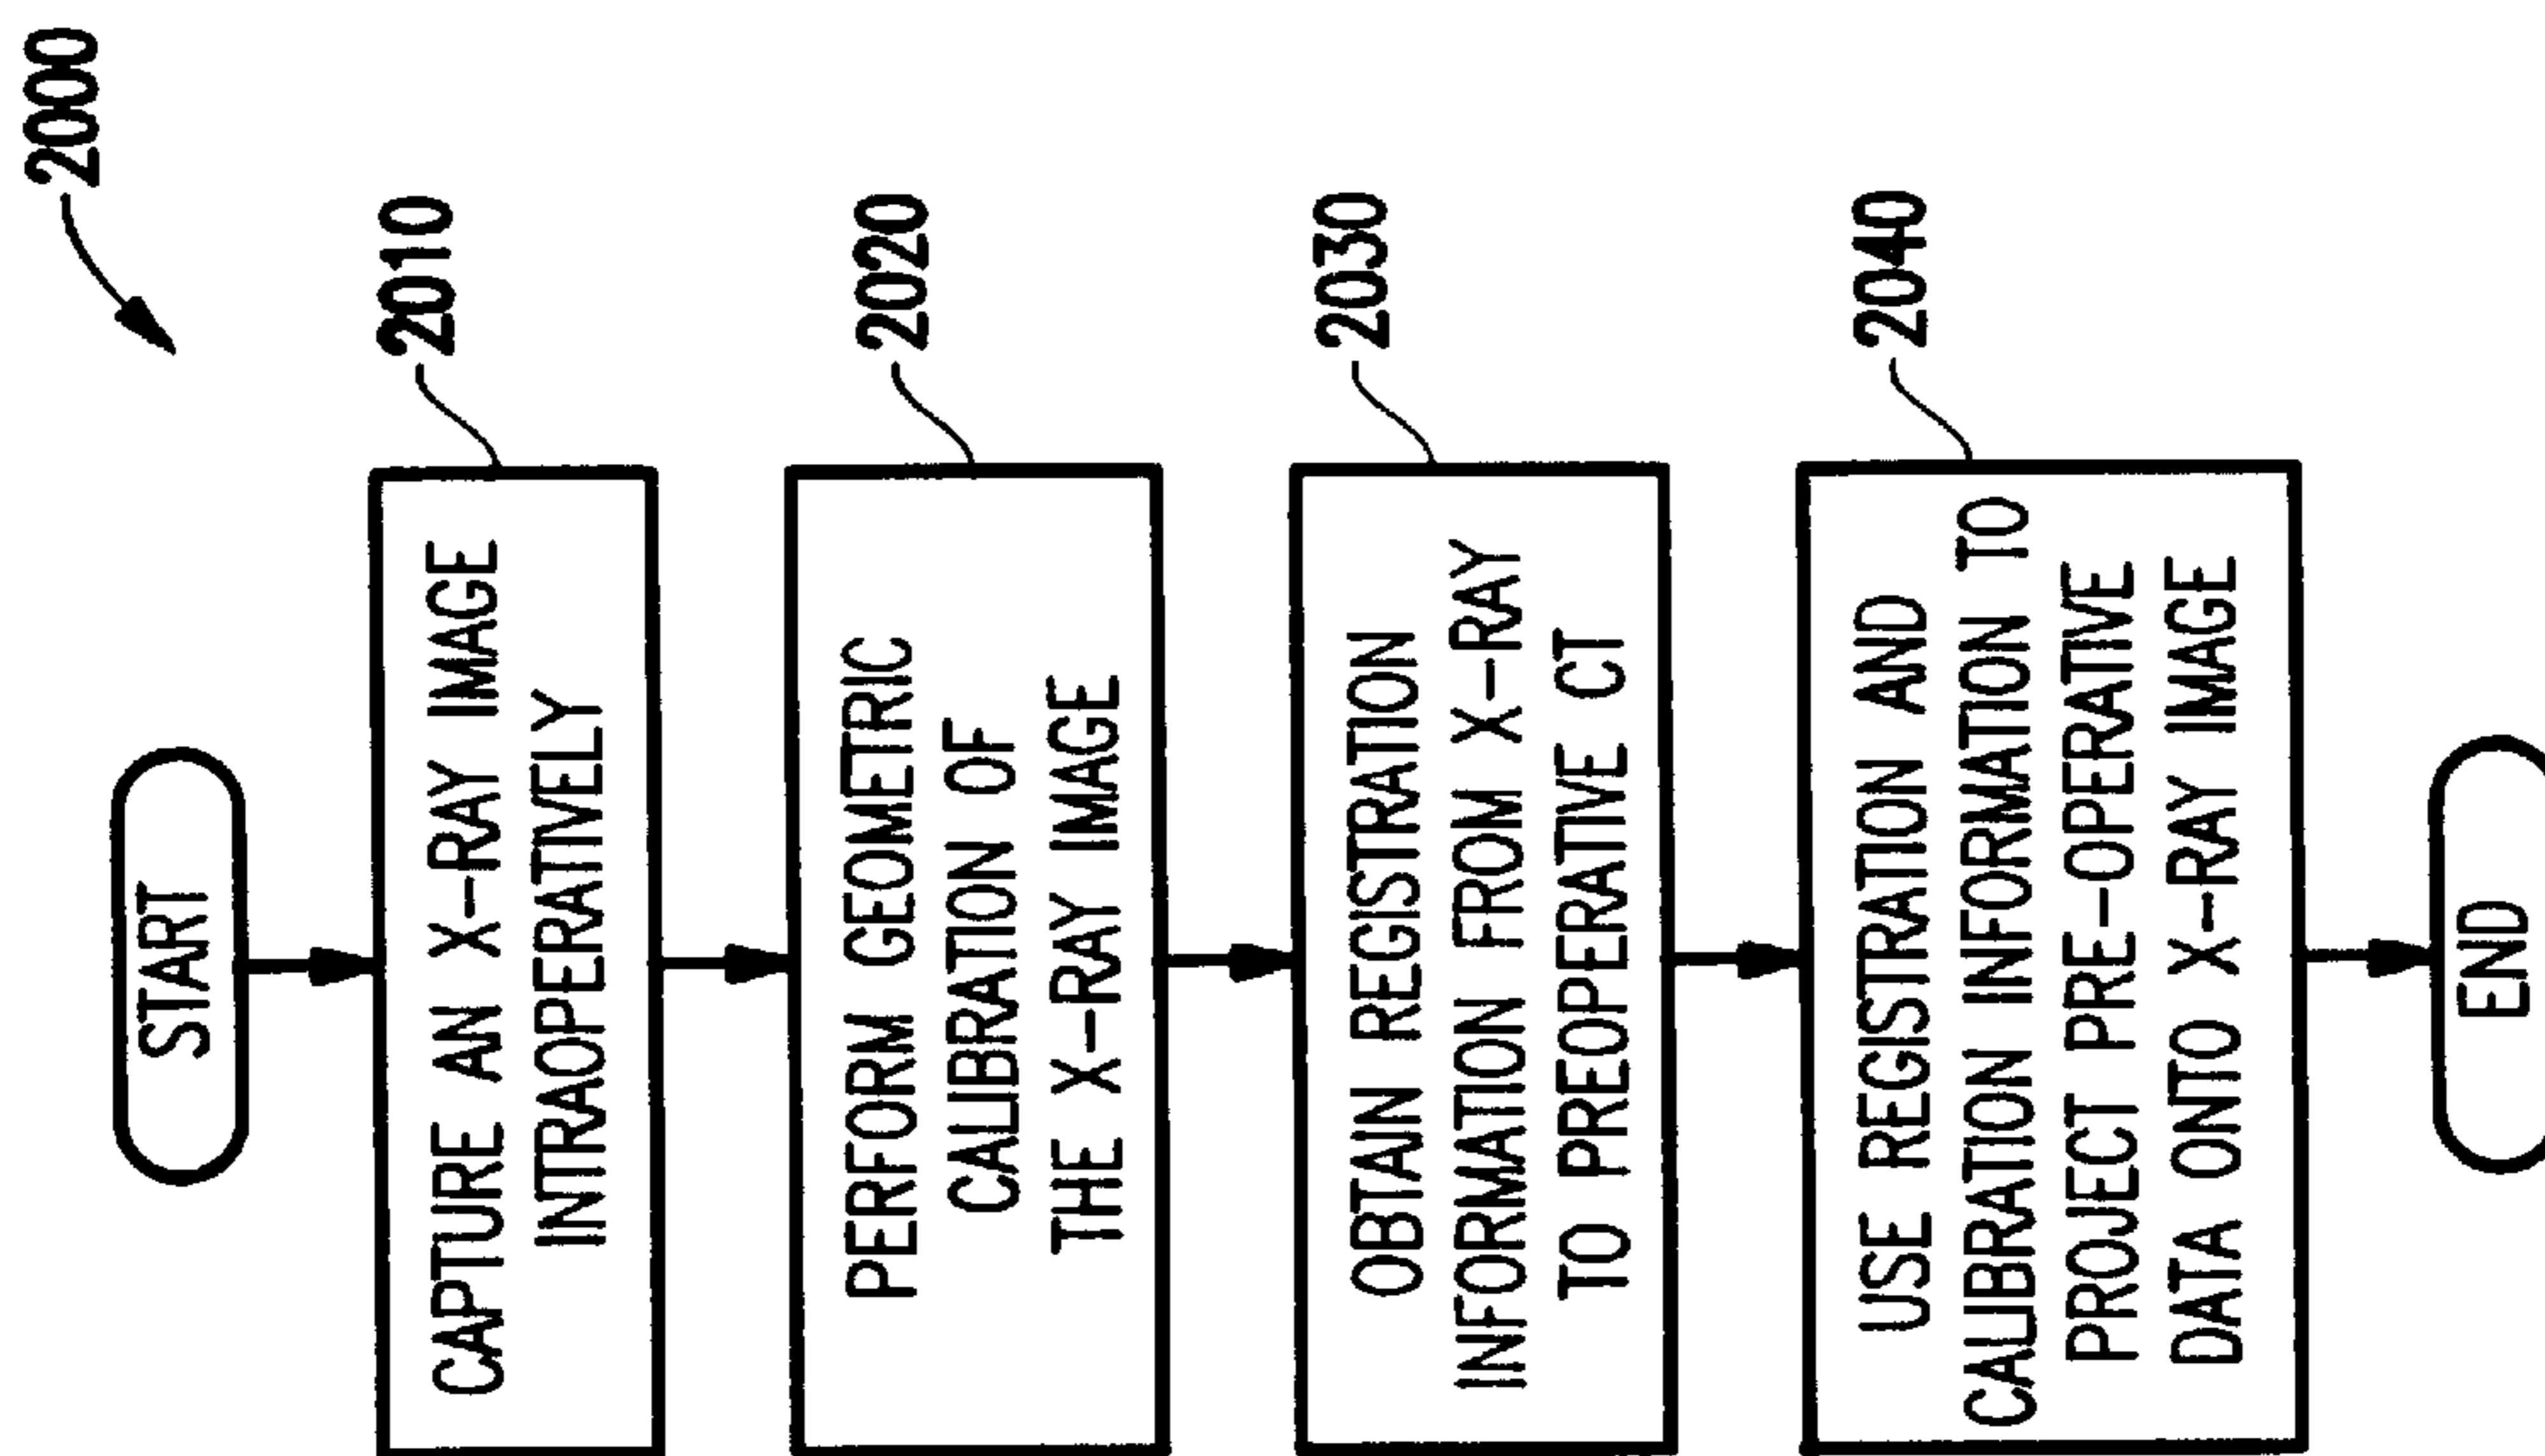 2000
START
2010
CAPTURE AN X-RAY IMAGE
INTRAOPERATIVELY
2020
PERFORM GEOMETRIC
CALIBRATION OF
THE X-RAY IMAGE
2030
OBTAIN REGISTRATION
INFORMATION FROM X-RAY
TO PREOPERATIVE CT
2040
USE REGISTRATION AND
CALIBRATION INFORMATION TO
PROJECT PRE-OPERATIVE
DATA ONTO X-RAY IMAGE
END